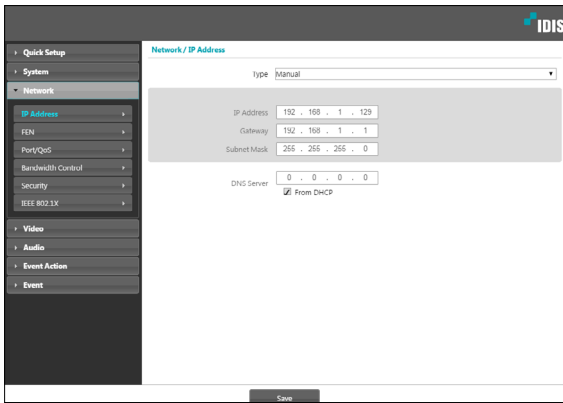 IDIS
Quick Setup
System
Network
IP Address
FEN
Port/QoS
Bandwidth Control
Security
IEEE 802.1X
Video
Audio
Event Action
Event
Network / IP Address
Type Manual
IP Address 192 . 168 . 1 . 129
Gateway 192 . 168 . 1 . 1
Subnet Mask 255 . 255 . 255 . 0
DNS Server 0 . 0 . 0 . 0
From DHCP
Save